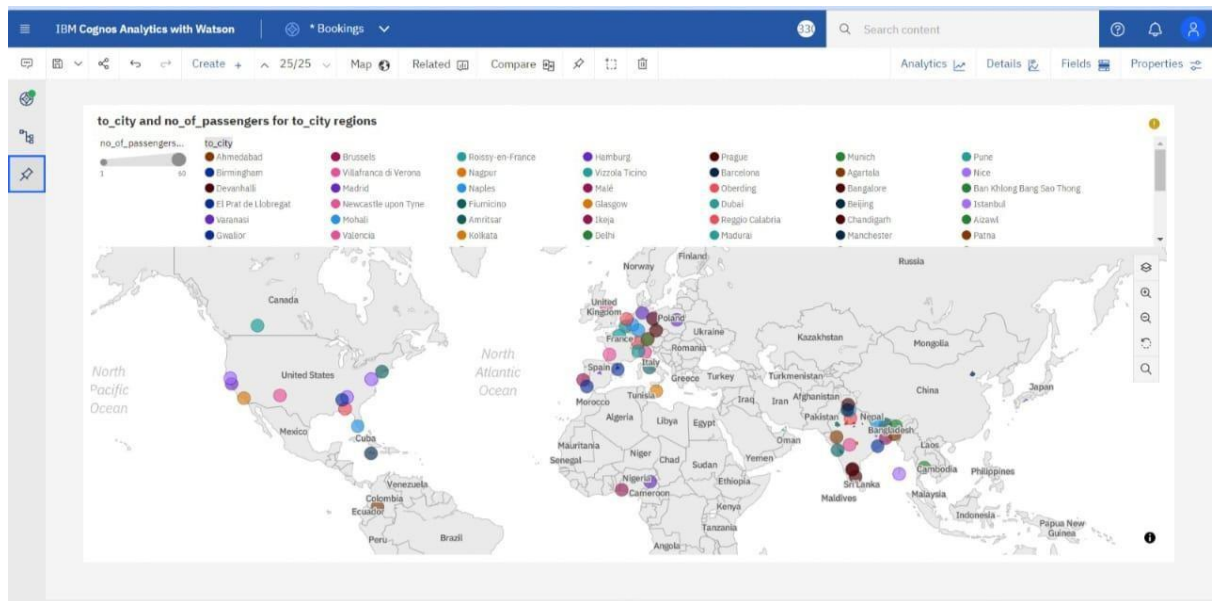 IBM Cognos Analytics with Watson * Bookings Search content
Create + 25/25 Map Related Compare Analytics Details Fields Properties
to_city and no_of_passengers for to_city regions
no_of_passengers... to_city
1 60
Ahmedabad Brussels Roissy-en-France Hamburg Prague Munich Pune
Birmingham Villafranca di Verona Nagpur Vizzola Ticino Barcelona Agartala Nice
Devanhalli Madrid Naples Malé Oberding Bangalore Ban Khlong Bang Sao Thong
El Prat de Llobregat Newcastle upon Tyne Fiumicino Glasgow Dubai Beijing Istanbul
Varanasi Mohali Amritsar Ikeja Reggio Calabria Chandigarh Aizawl
Gwalior Valencia Kolkata Delhi Madurai Manchester Patna
Finland
Norway Russia
Canada
United
Kingdom
Poland
Ukraine
France Kazakhstan Mongolia
Romania
North
Atlantic
Ocean
North
Pacific
Ocean
United States
Spain Italy
Greece Turkey Turkmenistan
China Japan
Morocco Tunisia Iraq Iran Afghanistan
Algeria Libya Egypt Pakistan Nepal
Mexico Cuba Bangladesh
Oman Laos
Mauritania Niger Chad Sudan Yemen
Senegal
Cambodia Philippines
Venezuela Nigeria Ethiopia Sri Lanka
Colombia Cameroon Maldives Malaysia
Ecuador Kenya Indonesia Papua New
Guinea
Peru Brazil Tanzania
Angola